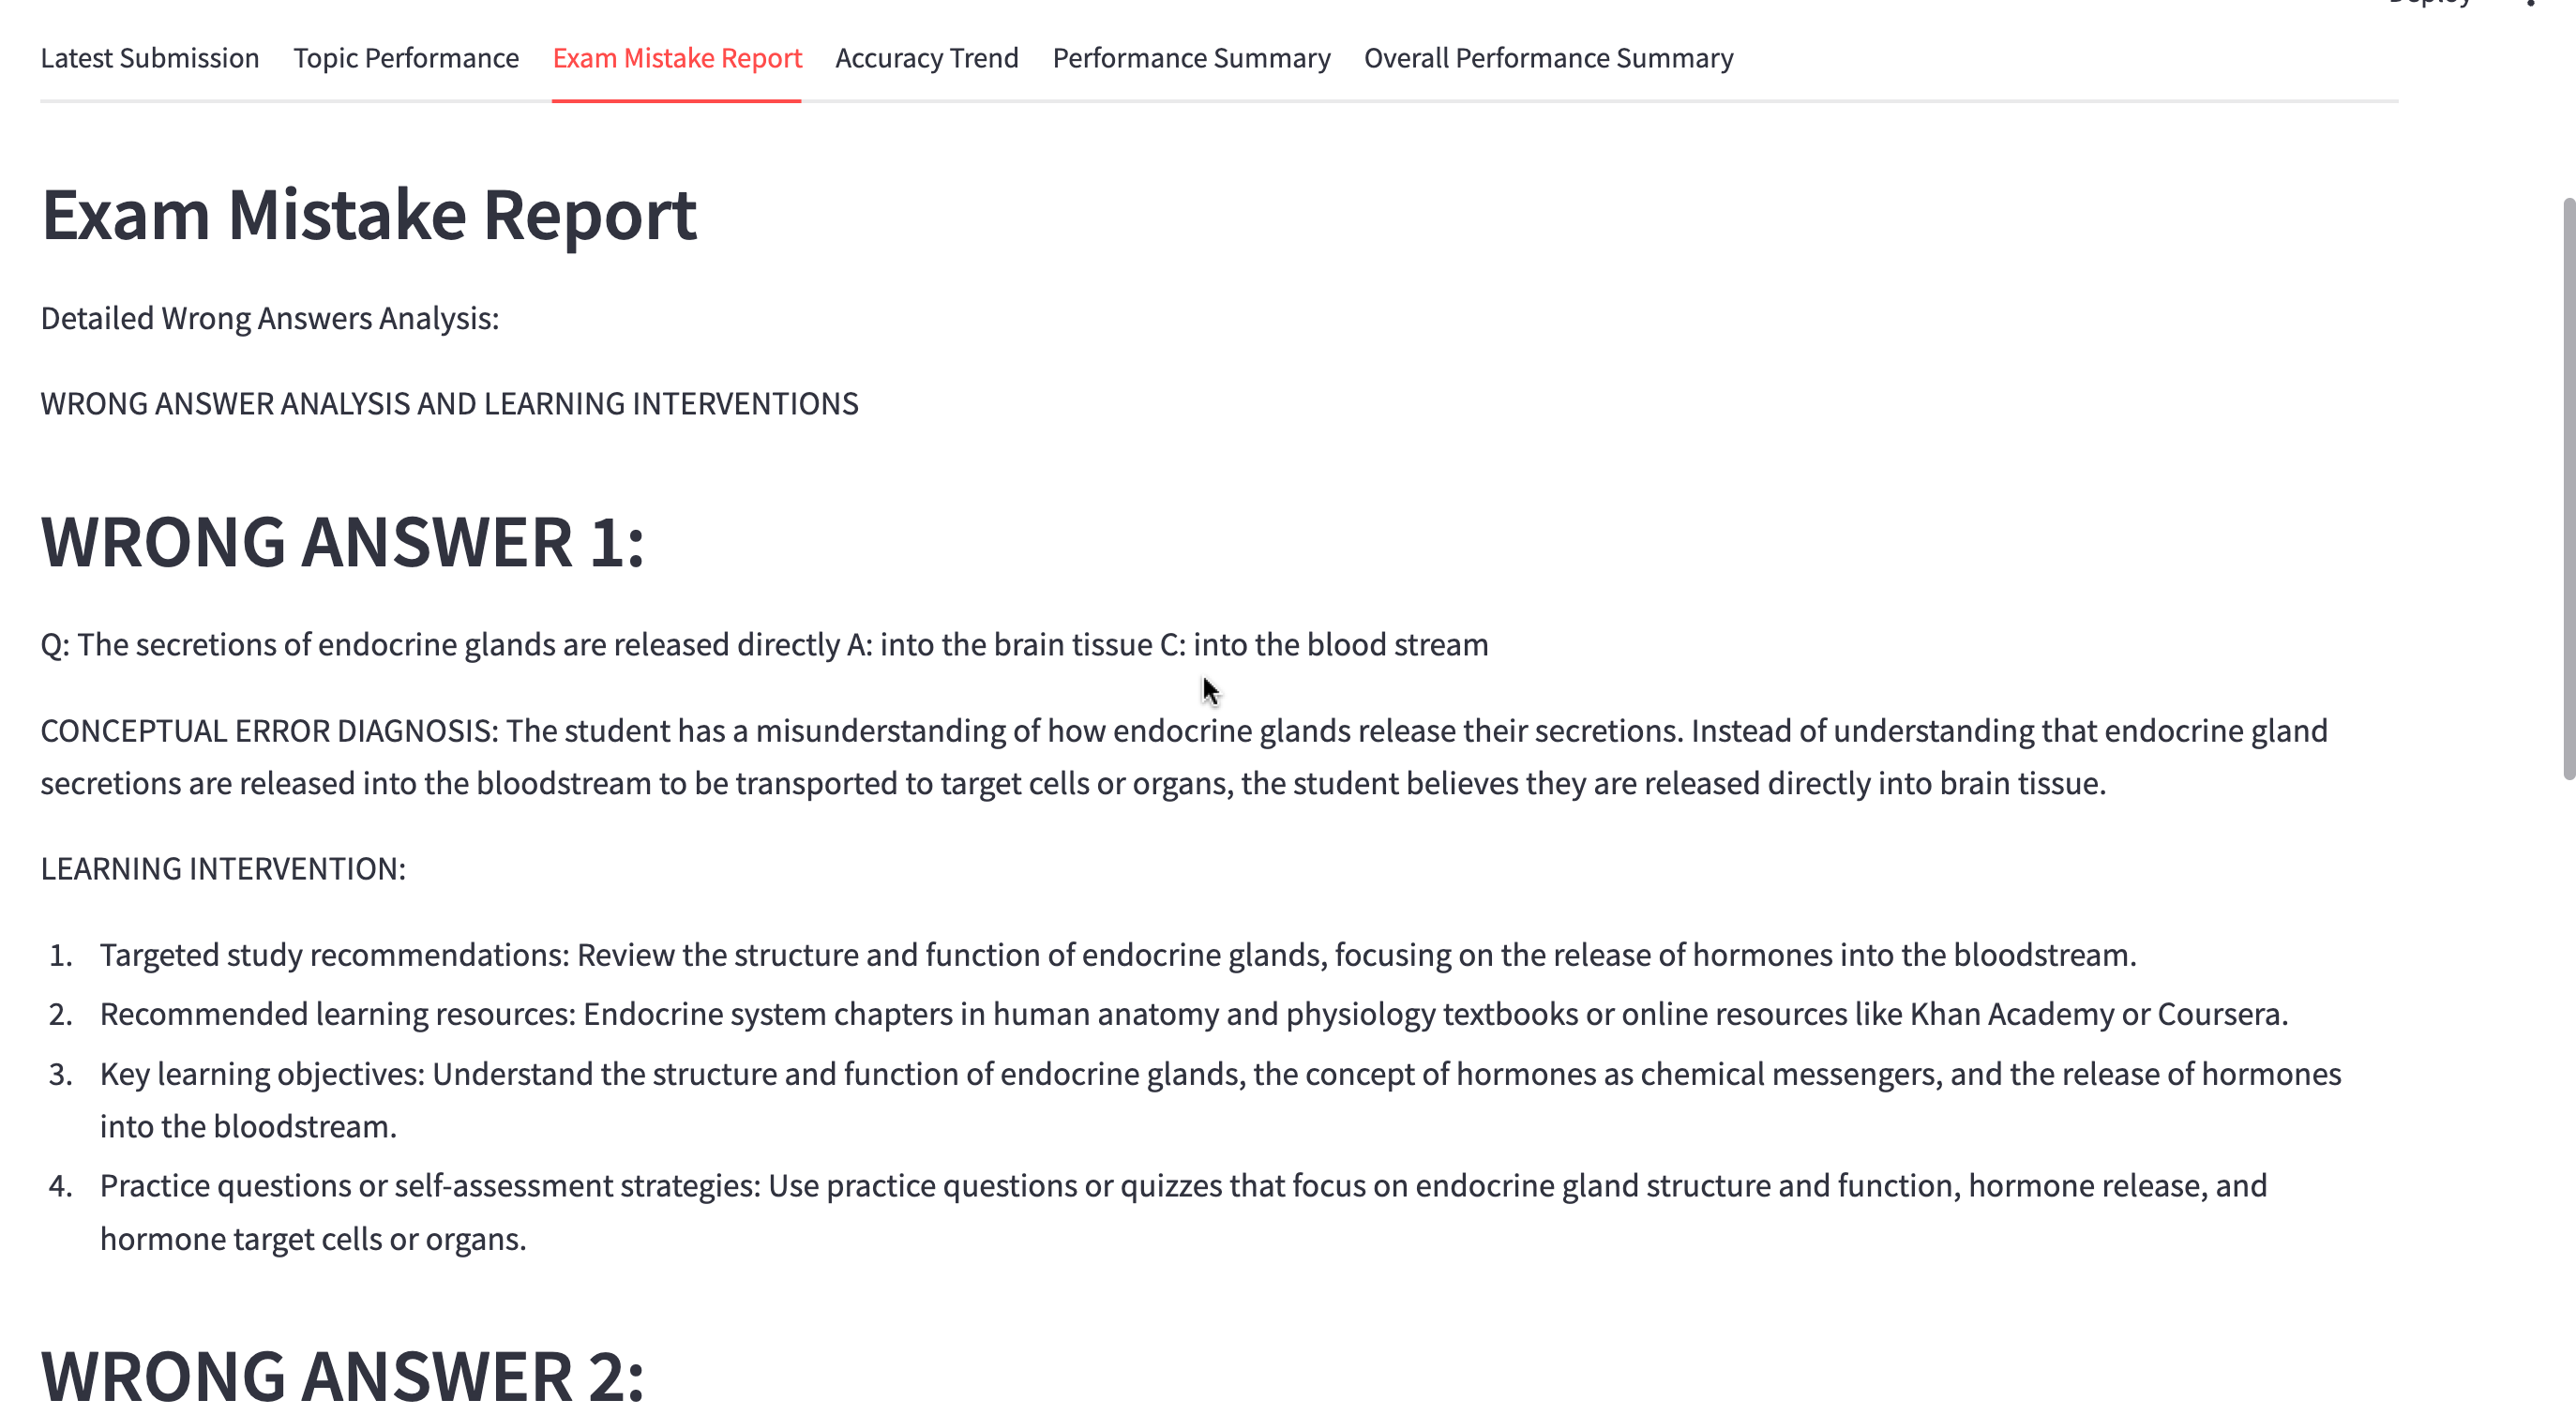 Deploy
Latest Submission Topic Performance Exam Mistake Report Accuracy Trend Performance Summary Overall Performance Summary
Exam Mistake Report
Detailed Wrong Answers Analysis:
WRONG ANSWER ANALYSIS AND LEARNING INTERVENTIONS
WRONG ANSWER 1:
Q: The secretions of endocrine glands are released directly A: into the brain tissue C: into the blood stream
CONCEPTUAL ERROR DIAGNOSIS: The student has a misunderstanding of how endocrine glands release their secretions. Instead of understanding that endocrine gland
secretions are released into the bloodstream to be transported to target cells or organs, the student believes they are released directly into brain tissue.
LEARNING INTERVENTION:
1. Targeted study recommendations: Review the structure and function of endocrine glands, focusing on the release of hormones into the bloodstream.
2. Recommended learning resources: Endocrine system chapters in human anatomy and physiology textbooks or online resources like Khan Academy or Coursera.
3. Key learning objectives: Understand the structure and function of endocrine glands, the concept of hormones as chemical messengers, and the release of hormones
into the bloodstream.
4. Practice questions or self-assessment strategies: Use practice questions or quizzes that focus on endocrine gland structure and function, hormone release, and
hormone target cells or organs.
WRONG ANSWER 2: